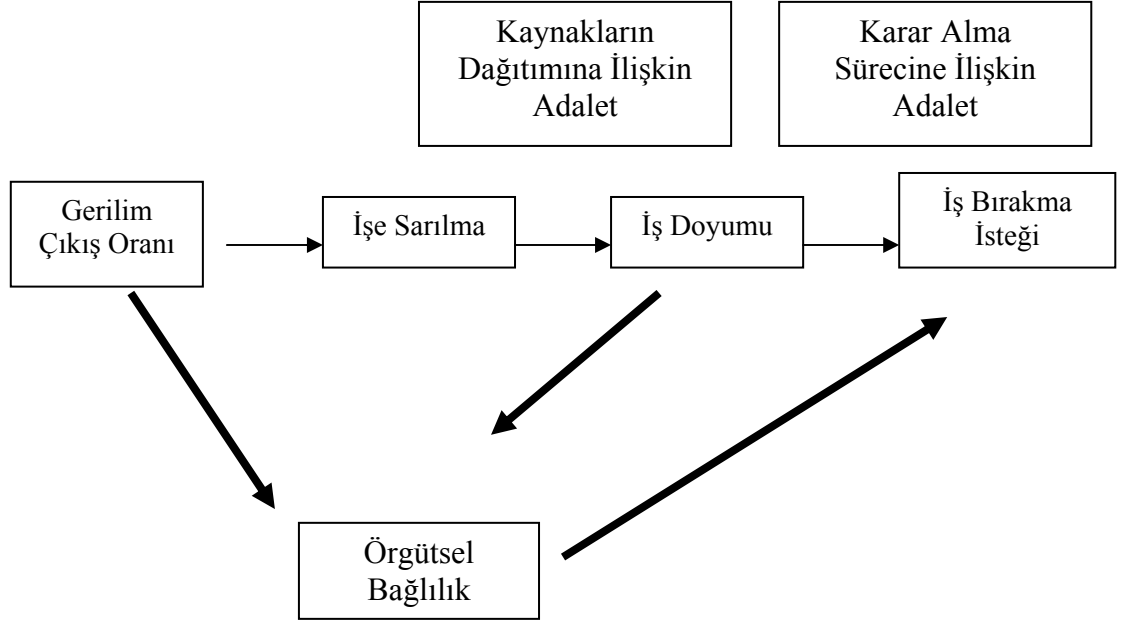 Kaynakların
Dağıtımına İlişkin
Adalet
Karar Alma
Sürecine İlişkin
Adalet
Gerilim
Çıkış Oranı
İşe Sarılma
İş Doyumu
İş Bırakma
İsteği
Örgütsel
Bağlılık